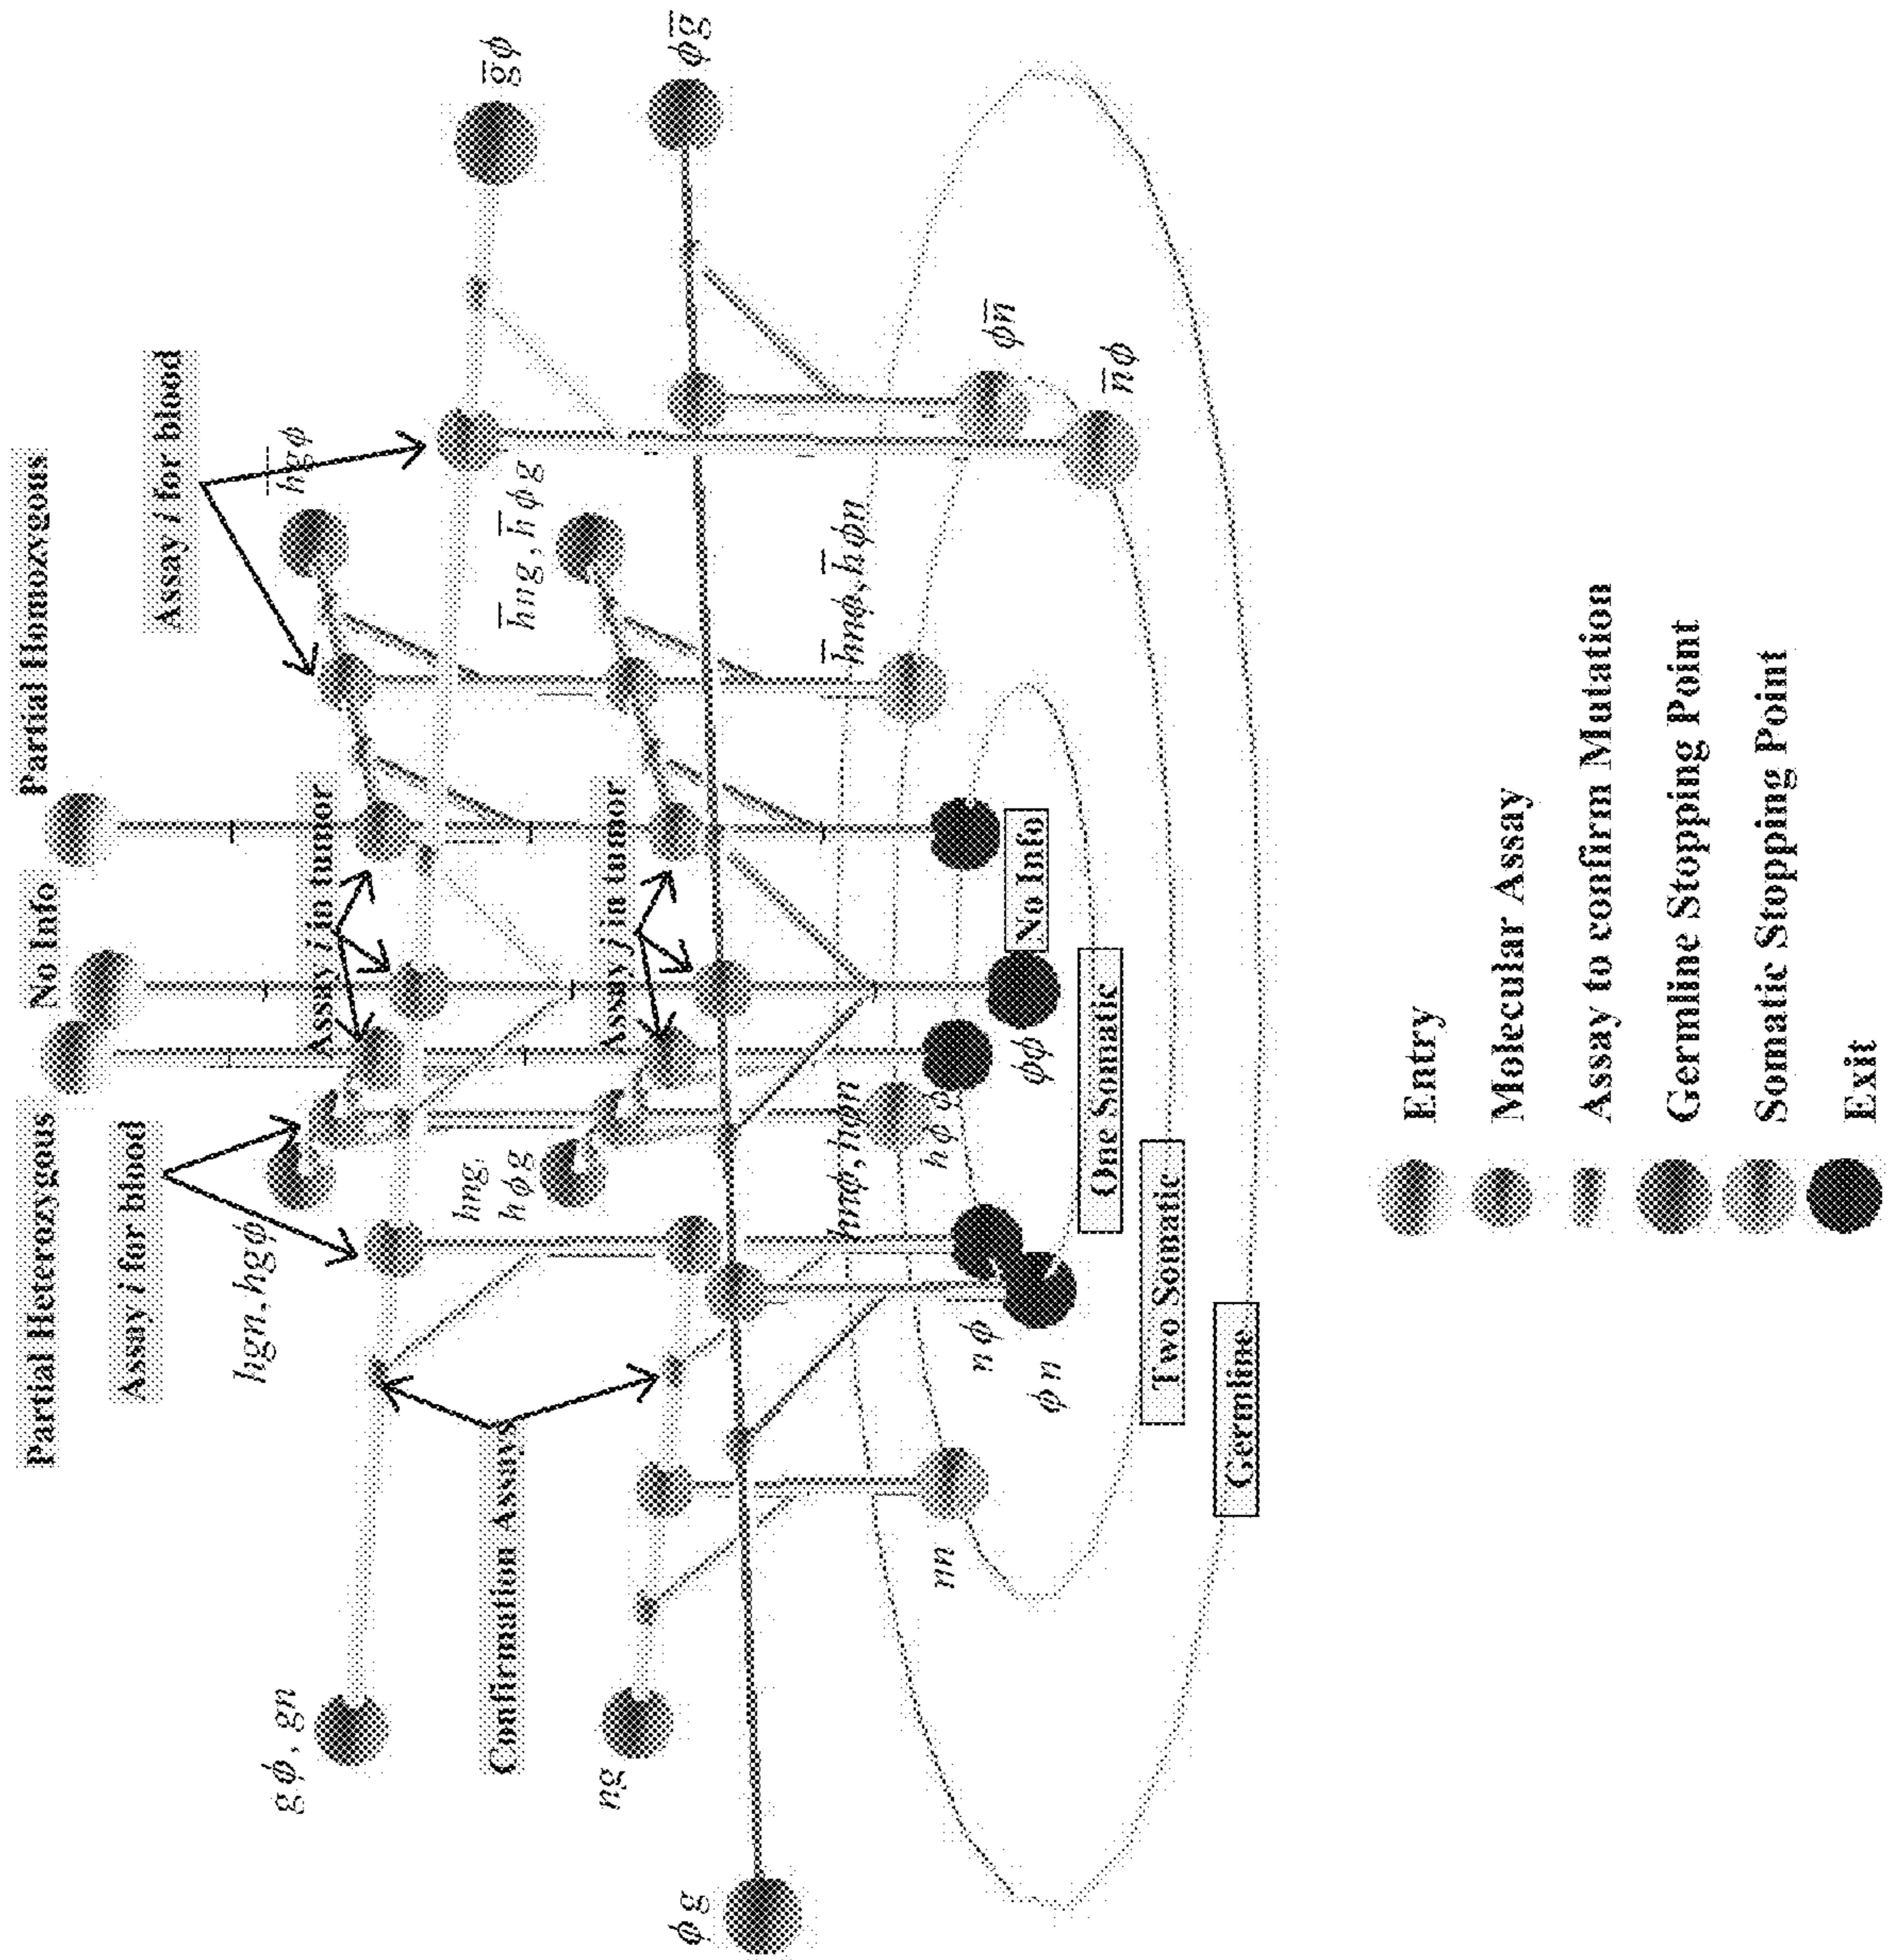 Partial Heterozygous
No Info
Partial Homozygous
Assay i for blood
Assay i for blood
hgn, hgϕ
h̅gϕ
gϕ, gn
g̅ϕ
Assay i in tumor
Confirmation Assays
hng,
hϕg
Assay j in tumor
h̅ng, h̅ϕg
ng
ϕg
ϕg̅
hnϕ, hϕn
h̅nϕ, h̅ϕn
nn
nϕ
ϕn
hϕϕ
ϕϕ
No Info
ϕn̅
n̅ϕ
One Somatic
Two Somatic
Germline
Entry
Molecular Assay
Assay to confirm Mutation
Germline Stopping Point
Somatic Stopping Point
Exit